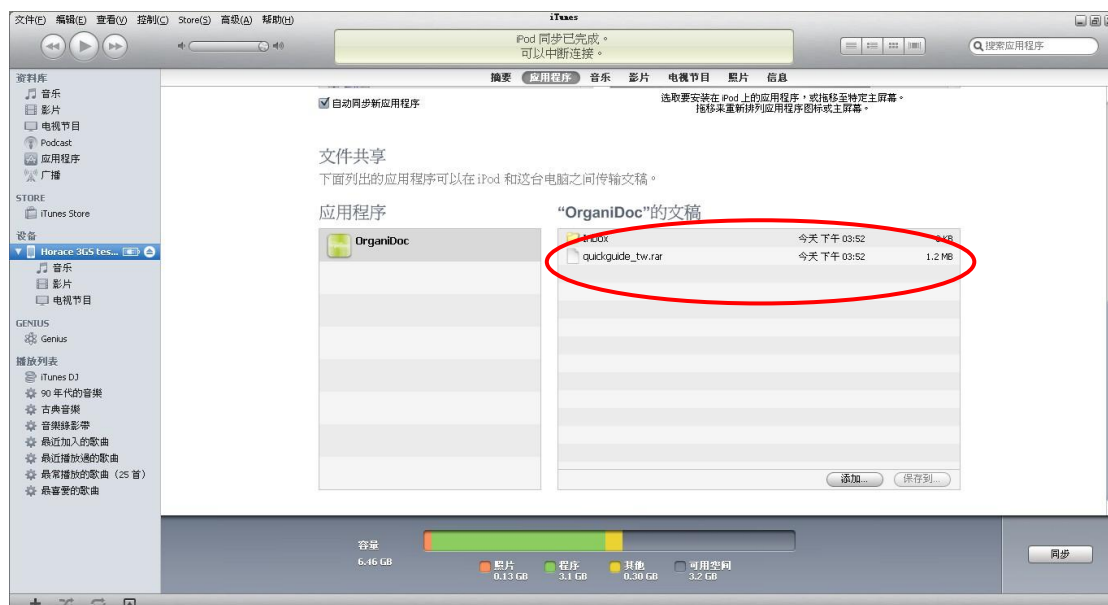 文件(F) 编辑(E) 查看(V) 控制(C) Store(S) 高级(A) 帮助(H)
iTunes
iPod 同步已完成。
可以中断连接。
搜索应用程序
摘要 应用程序 音乐 影片 电视节目 照片 信息
资料库
音乐
影片
电视节目
Podcast
应用程序
广播
STORE
iTunes Store
设备
Horace 3GS tes...
音乐
影片
电视节目
GENIUS
Genius
播放列表
iTunes DJ
90 年代的音樂
古典音樂
音樂錄影帶
最近加入的歌曲
最近播放過的歌曲
最常播放的歌曲（25 首）
最喜愛的歌曲
自动同步新应用程序
选取要安装在 iPod 上的应用程序，或拖移至特定主屏幕。
拖移来重新排列应用程序图标或主屏幕。
文件共享
下面列出的应用程序可以在 iPod 和这台电脑之间传输文稿。
应用程序
“OrganiDoc”的文稿
OrganiDoc
Inbox 今天 下午 03:52 KB
quickguide_tw.rar 今天 下午 03:52 1.2 MB
添加... 保存到...
容量
6.46 GB
照片
0.13 GB
程序
3.1 GB
其他
0.30 GB
可用空间
3.2 GB
同步